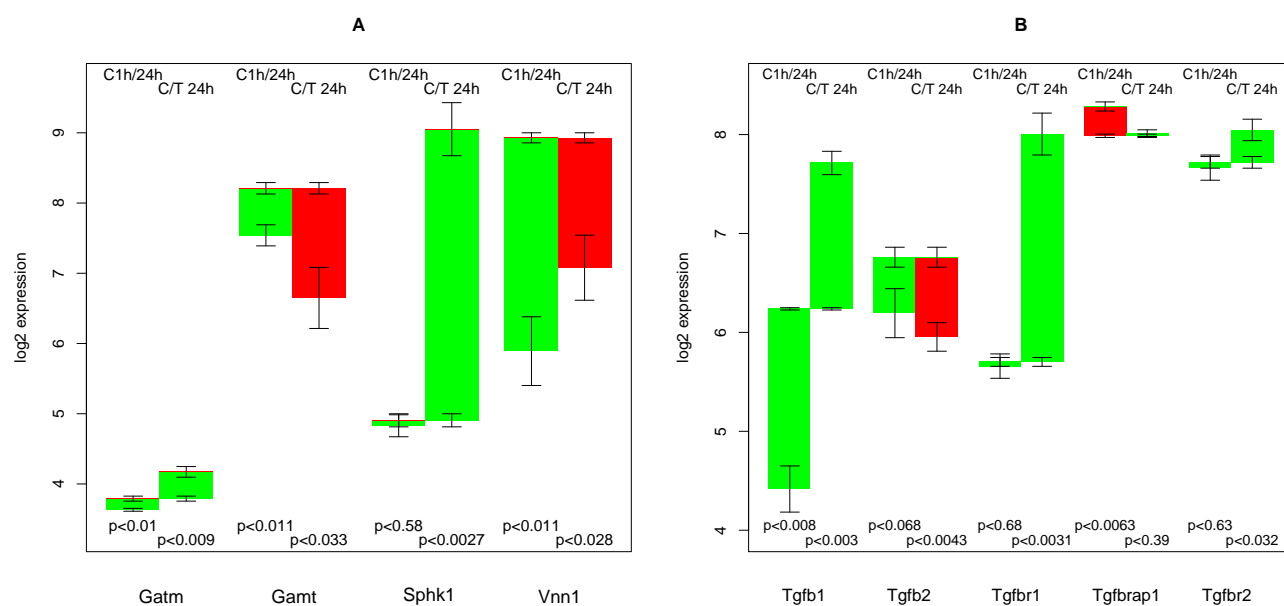 A
C1h/24h C1h/24h C1h/24h C1h/24h
C/T 24h C/T 24h C/T 24h C/T 24h
log2 expression
9
8
7
6
5
4
p<0.01 p<0.011 p<0.58 p<0.011
p<0.009 p<0.033 p<0.0027 p<0.028
Gatm Gamt Sphk1 Vnn1
B
C1h/24h C1h/24h C1h/24h C1h/24h C1h/24h
C/T 24h C/T 24h C/T 24h C/T 24h C/T 24h
log2 expression
8
7
6
5
4
p<0.008 p<0.068 p<0.68 p<0.0063 p<0.63
p<0.003 p<0.0043 p<0.0031 p<0.39 p<0.032
Tgfb1 Tgfb2 Tgfbr1 Tgfbrap1 Tgfbr2